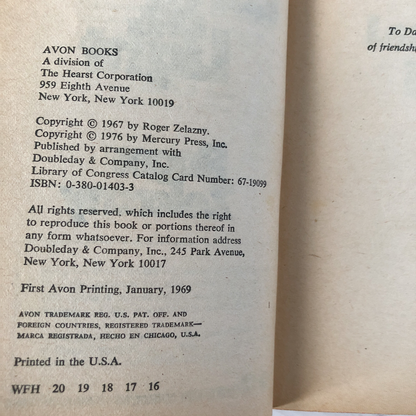 AVON BOOKS
A division of
The Hearst Corporation
959 Eighth Avenue
New York, New York 10019
Copyright © 1967 by Roger Zelazny.
Copyright © 1976 by Mercury Press, Inc.
Published by arrangement with
Doubleday & Company, Inc.
Library of Congress Catalog Card Number: 67-19099
ISBN: 0-380-01403-3
All rights reserved, which includes the right
to reproduce this book or portions thereof in
any form whatsoever. For information address
Doubleday & Company, Inc., 245 Park Avenue,
New York, New York 10017
First Avon Printing, January, 1969
AVON TRADEMARK REG. U.S. PAT. OFF. AND
FOREIGN COUNTRIES, REGISTERED TRADEMARK—
MARCA REGISTRADA, HECHO EN CHICAGO, U.S.A.
Printed in the U.S.A.
WFH 20 19 18 17 16
To Da
of friendshi